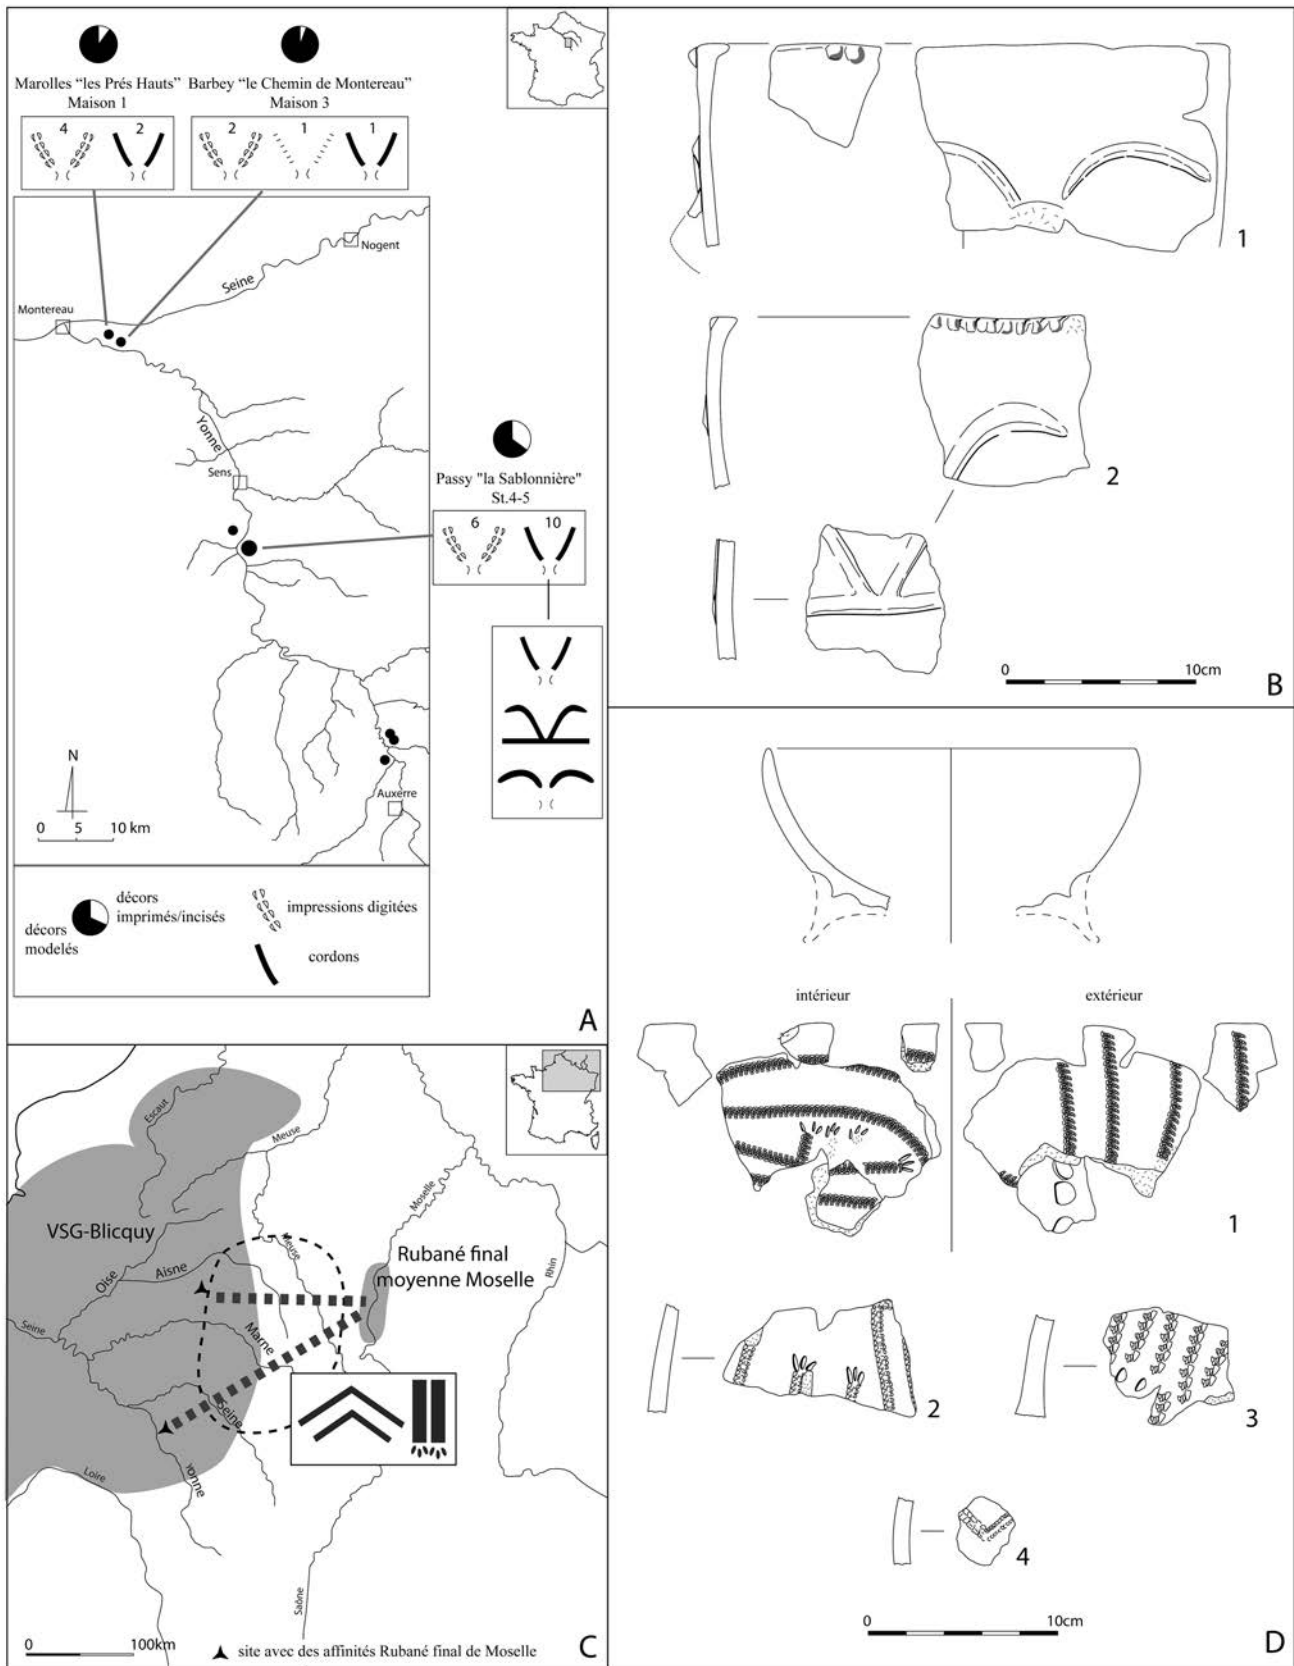 Marolles “les Prés Hauts”
Maison 1
Barbey “le Chemin de Montereau”
Maison 3
4
2
2
1
1
Nogent
Seine
Montereau
Yonne
Sens
Passy "la Sablonnière"
St.4-5
6
10
N
0 5 10 km
Auxerre
décors
modelés
décors
imprimés/incisés
impressions digitées
cordons
A
1
2
0 10cm
B
Escaut
Meuse
Moselle
VSG-Blicquy
Meuse
Rubané final
moyenne Moselle
Oise
Aisne
Rhin
Seine
Marne
Seine
Loire
Yonne
Saône
0 100km
site avec des affinités Rubané final de Moselle
C
intérieur
extérieur
1
2
3
4
0 10cm
D